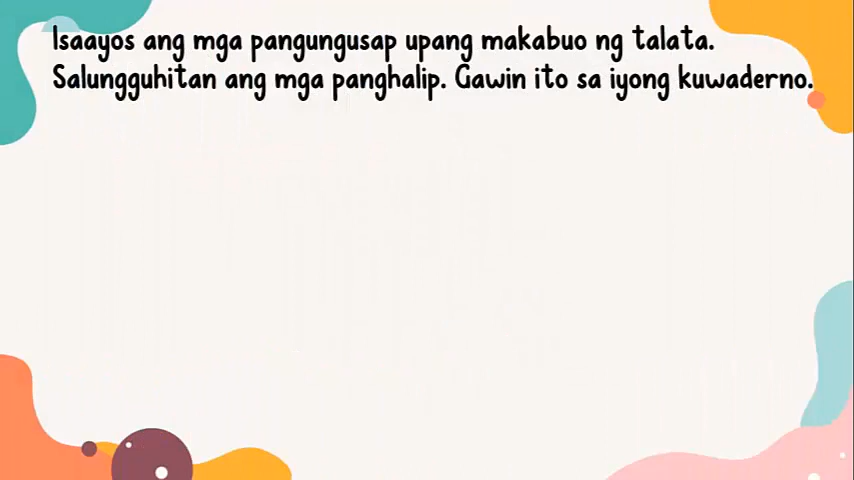 Isaayos ang mga pangungusap upang makabuo ng talata.
Salungguhitan ang mga panghalip. Gawin ito sa iyong kuwaderno.